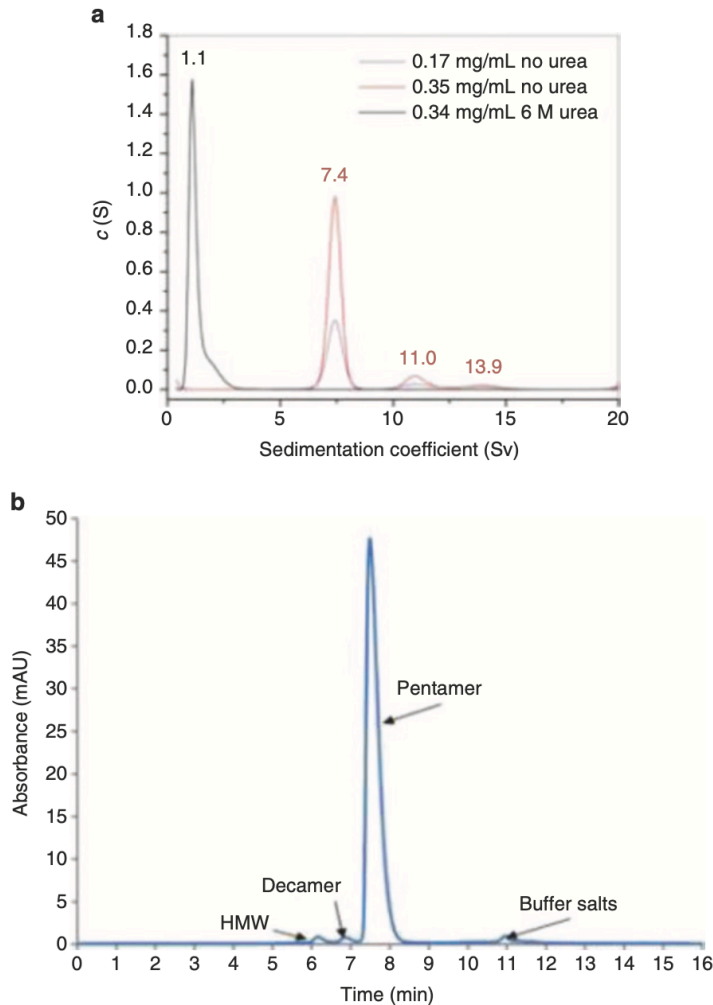 a
1.8
1.6
1.4
1.2
1.0
0.8
0.6
0.4
0.2
0.0
c (S)
1.1
7.4
11.0
13.9
0.17 mg/mL no urea
0.35 mg/mL no urea
0.34 mg/mL 6 M urea
0 5 10 15 20
Sedimentation coefficient (Sv)
b
50
45
40
35
30
25
20
15
10
5
0
Absorbance (mAU)
Pentamer
Decamer
HMW
Buffer salts
0 1 2 3 4 5 6 7 8 9 10 11 12 13 14 15 16
Time (min)